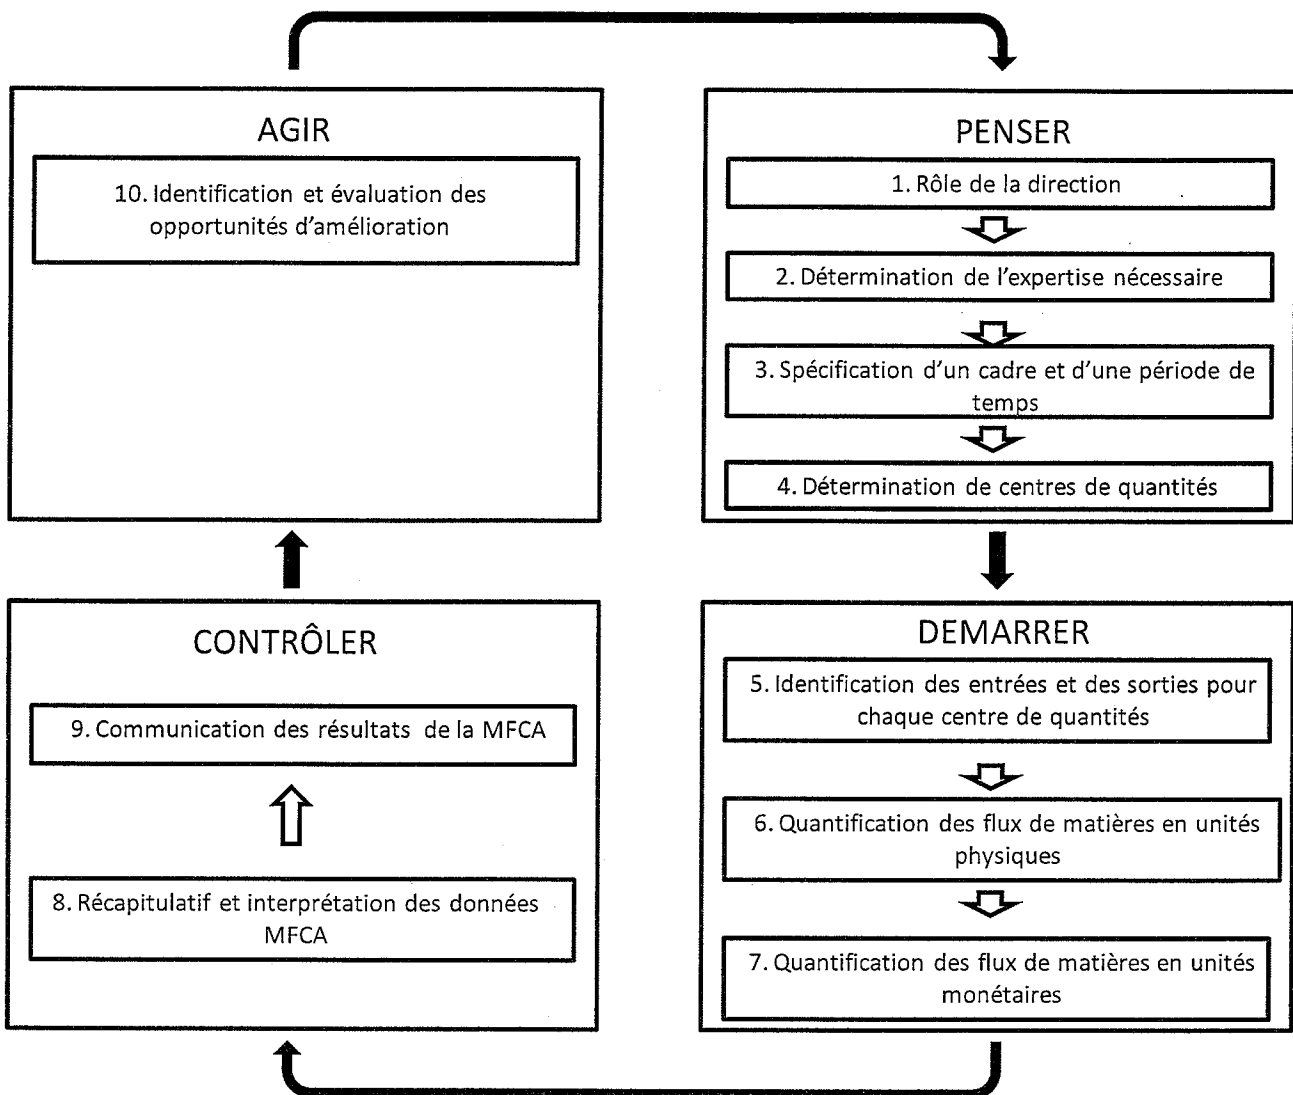 AGIR
10. Identification et évaluation des
opportunités d'amélioration
PENSER
1. Rôle de la direction
2. Détermination de l'expertise nécessaire
3. Spécification d'un cadre et d'une période de
temps
4. Détermination de centres de quantités
CONTRÔLER
9. Communication des résultats de la MFCA
8. Récapitulatif et interprétation des données
MFCA
DEMARRER
5. Identification des entrées et des sorties pour
chaque centre de quantités
6. Quantification des flux de matières en unités
physiques
7. Quantification des flux de matières en unités
monétaires